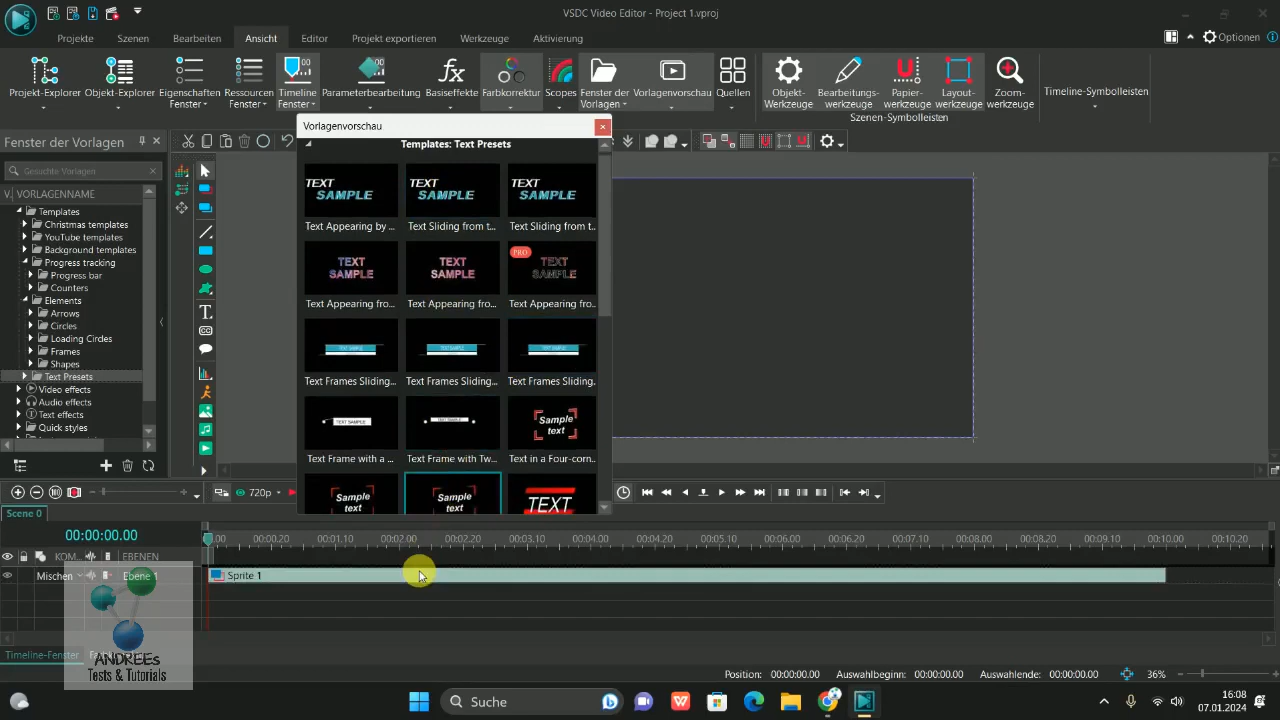 VSDC Video Editor - Project 1.vproj
Projekte Szenen Bearbeiten Ansicht Editor Projekt exportieren Werkzeuge Aktivierung
Optionen
Projekt-Explorer
Objekt-Explorer
Eigenschaften Fenster
Ressourcen Fenster
Timeline Fenster
Parameterbearbeitung
Basiseffekte
Farbkorrektur
Scopes
Fenster der Vorlagen
Vorlagenvorschau
Quellen
Objekt-Werkzeuge
Bearbeitungs-werkzeuge
Papier-werkzeuge
Layout-werkzeuge
Zoom-werkzeuge
Szenen-Symbolleisten
Timeline-Symbolleisten
Fenster der Vorlagen
Gesuchte Vorlagen
VORLAGENNAME
Templates
Christmas templates
YouTube templates
Background templates
Progress tracking
Progress bar
Counters
Elements
Arrows
Circles
Loading Circles
Frames
Shapes
Text Presets
Video effects
Audio effects
Text effects
Quick styles
Vorlagenvorschau
Templates: Text Presets
TEXT SAMPLE
TEXT SAMPLE
TEXT SAMPLE
Text Appearing by ... Text Sliding from t... Text Sliding from t...
TEXT SAMPLE
TEXT SAMPLE
PRO
TEXT SAMPLE
Text Appearing fro... Text Appearing fro... Text Appearing fro...
TEXT SAMPLE
TEXT SAMPLE
TEXT SAMPLE
Text Frames Sliding... Text Frames Sliding... Text Frames Sliding...
TEXT SAMPLE
TEXT SAMPLE
Sample text
Text Frame with a ... Text Frame with Tw... Text in a Four-corn...
Sample text
Sample text
TEXT
720p
Scene 0
00:00:00.00
00:00.20 00:01.10 00:02.00 00:02.20 00:03.10 00:04.00 00:04.20 00:05.10 00:06.00 00:06.20 00:07.10 00:08.00 00:08.20 00:09.10 00:10.00 00:10.20
KOM... EBENEN
Mischen Ebene 1
Sprite 1
Timeline-Fenster
ANDREEs
Tests & Tutorials
Position: 00:00:00.00 Auswahlbeginn: 00:00:00.00 Auswahlende: 00:00:00.00 36%
Suche
16:08
07.01.2024